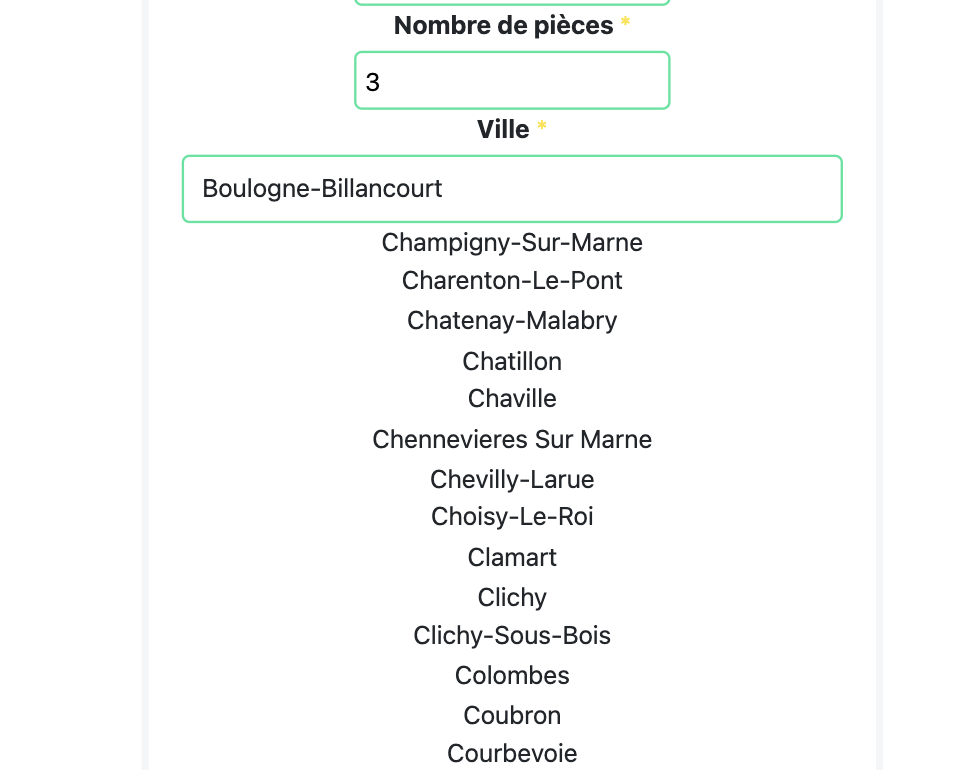 Nombre de pièces *
3
Ville *
Boulogne-Billancourt
Champigny-Sur-Marne
Charenton-Le-Pont
Chatenay-Malabry
Chatillon
Chaville
Chennevieres Sur Marne
Chevilly-Larue
Choisy-Le-Roi
Clamart
Clichy
Clichy-Sous-Bois
Colombes
Coubron
Courbevoie